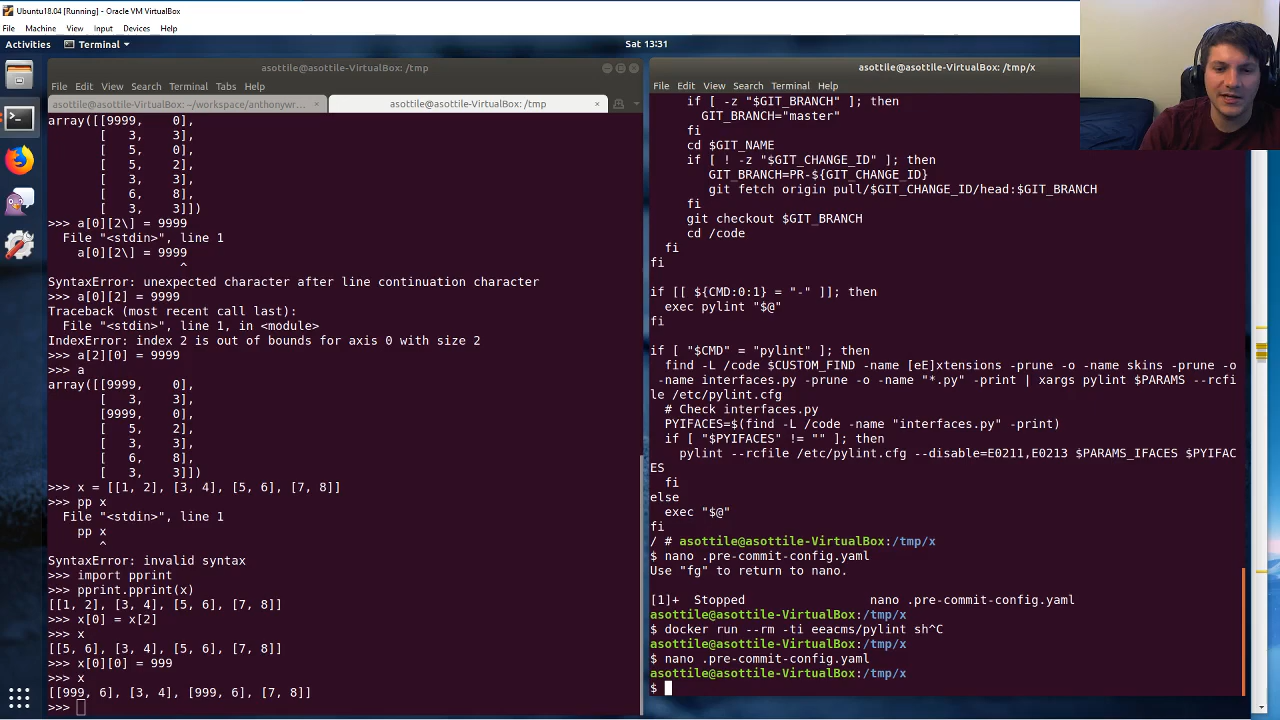 Ubuntu18.04 [Running] - Oracle VM VirtualBox
File Machine View Input Devices Help
Activities Terminal Sat 13:31
asottile@asottile-VirtualBox: /tmp
File Edit View Search Terminal Tabs Help
asottile@asottile-VirtualBox: ~/workspace/anthonywr... × asottile@asottile-VirtualBox: /tmp ×
array([[9999,    0],
       [   3,    3],
       [   5,    0],
       [   5,    2],
       [   3,    3],
       [   6,    8],
       [   3,    3]])
>>> a[0][2\] = 9999
  File "<stdin>", line 1
    a[0][2\] = 9999
                  ^
SyntaxError: unexpected character after line continuation character
>>> a[0][2] = 9999
Traceback (most recent call last):
  File "<stdin>", line 1, in <module>
IndexError: index 2 is out of bounds for axis 0 with size 2
>>> a[2][0] = 9999
>>> a
array([[9999,    0],
       [   3,    3],
       [9999,    0],
       [   5,    2],
       [   3,    3],
       [   6,    8],
       [   3,    3]])
>>> x = [[1, 2], [3, 4], [5, 6], [7, 8]]
>>> pp x
  File "<stdin>", line 1
    pp x
       ^
SyntaxError: invalid syntax
>>> import pprint
>>> pprint.pprint(x)
[[1, 2], [3, 4], [5, 6], [7, 8]]
>>> x[0] = x[2]
>>> x
[[5, 6], [3, 4], [5, 6], [7, 8]]
>>> x[0][0] = 999
>>> x
[[999, 6], [3, 4], [999, 6], [7, 8]]
>>>
asottile@asottile-VirtualBox: /tmp/x
File Edit View Search Terminal Help
     if [ -z "$GIT_BRANCH" ]; then
       GIT_BRANCH="master"
     fi
     cd $GIT_NAME
     if [ ! -z "$GIT_CHANGE_ID" ]; then
        GIT_BRANCH=PR-${GIT_CHANGE_ID}
        git fetch origin pull/$GIT_CHANGE_ID/head:$GIT_BRANCH
     fi
     git checkout $GIT_BRANCH
     cd /code
  fi
fi
if [[ ${CMD:0:1} = "-" ]]; then
  exec pylint "$@"
fi
if [ "$CMD" = "pylint" ]; then
  find -L /code $CUSTOM_FIND -name [eE]xtensions -prune -o -name skins -prune -o
 -name interfaces.py -prune -o -name "*.py" -print | xargs pylint $PARAMS --rcfi
le /etc/pylint.cfg
  # Check interfaces.py
  PYIFACES=$(find -L /code -name "interfaces.py" -print)
  if [ "$PYIFACES" != "" ]; then
    pylint --rcfile /etc/pylint.cfg --disable=E0211,E0213 $PARAMS_IFACES $PYIFAC
ES
  fi
else
  exec "$@"
fi
/ # asottile@asottile-VirtualBox:/tmp/x
$ nano .pre-commit-config.yaml
Use "fg" to return to nano.
[1]+  Stopped                 nano .pre-commit-config.yaml
asottile@asottile-VirtualBox:/tmp/x
$ docker run --rm -ti eeacms/pylint sh^C
asottile@asottile-VirtualBox:/tmp/x
$ nano .pre-commit-config.yaml
asottile@asottile-VirtualBox:/tmp/x
$